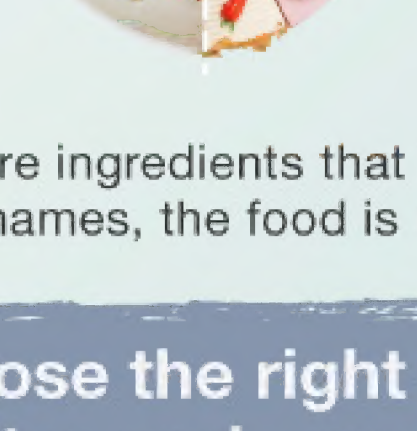 re ingredients that
names, the food is
ose the right